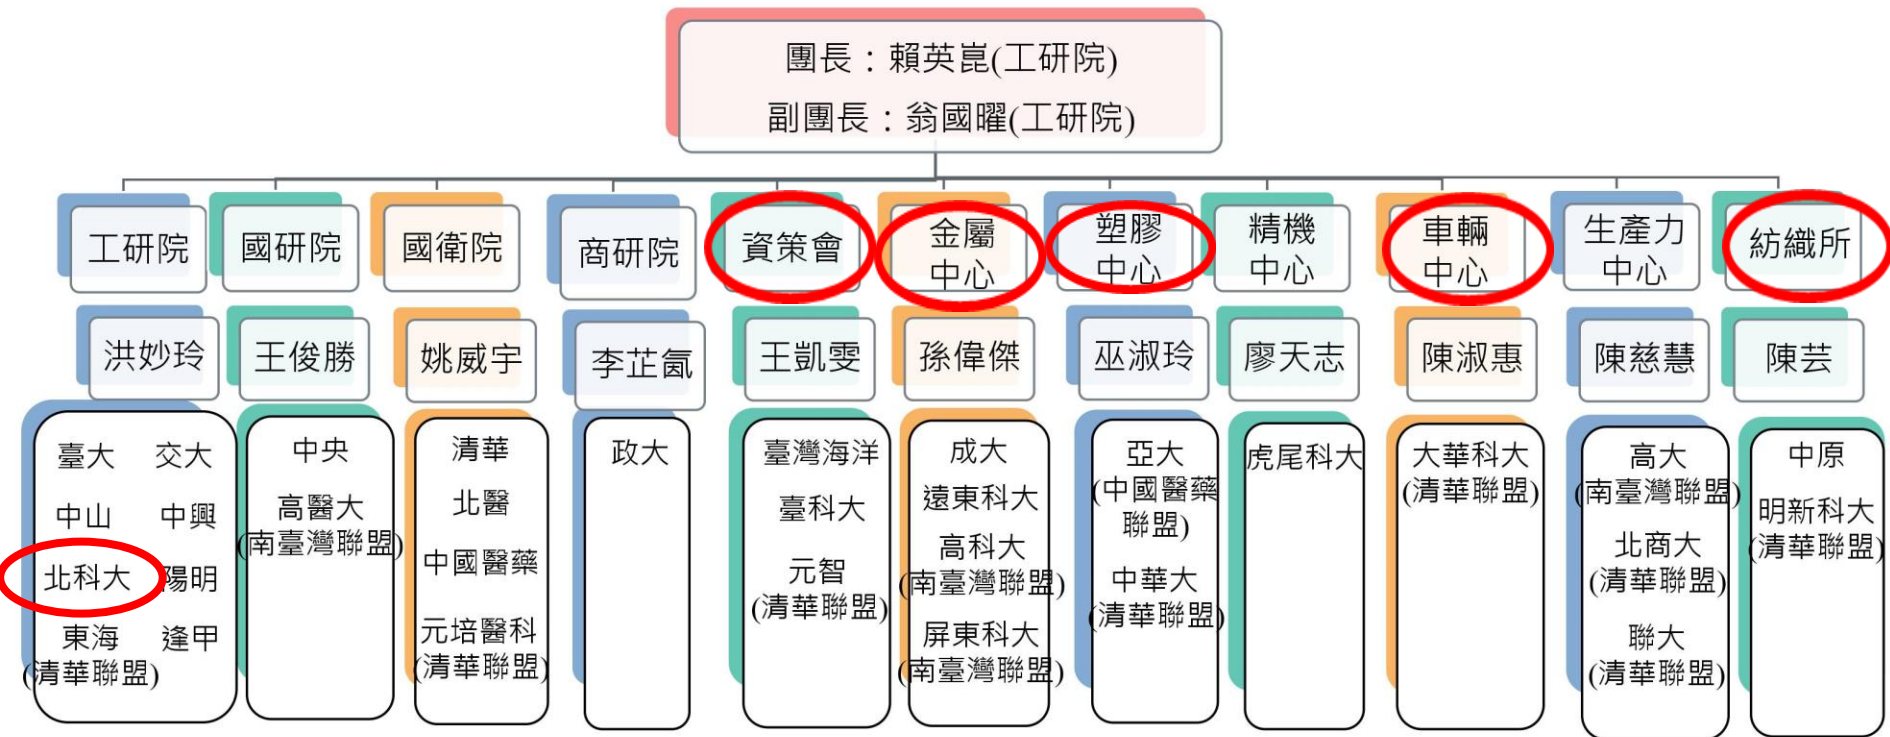 團長：賴英崑(工研院)
副團長：翁國曜(工研院)
工研院
國研院
國衛院
商研院
資策會
金屬
中心
塑膠
中心
精機
中心
車輛
中心
生產力
中心
紡織所
洪妙玲
王俊勝
姚威宇
李芷氤
王凱雯
孫偉傑
巫淑玲
廖天志
陳淑惠
陳慈慧
陳芸
臺大 交大
中山 中興
北科大 陽明
東海 逢甲
(清華聯盟)
中央
高醫大
(南臺灣聯盟)
清華
北醫
中國醫藥
元培醫科
(清華聯盟)
政大
臺灣海洋
臺科大
元智
(清華聯盟)
成大
遠東科大
高科大
(南臺灣聯盟)
屏東科大
(南臺灣聯盟)
亞大
(中國醫藥
聯盟)
中華大
(清華聯盟)
虎尾科大
大華科大
(清華聯盟)
高大
(南臺灣聯盟)
北商大
(清華聯盟)
聯大
(清華聯盟)
中原
明新科大
(清華聯盟)